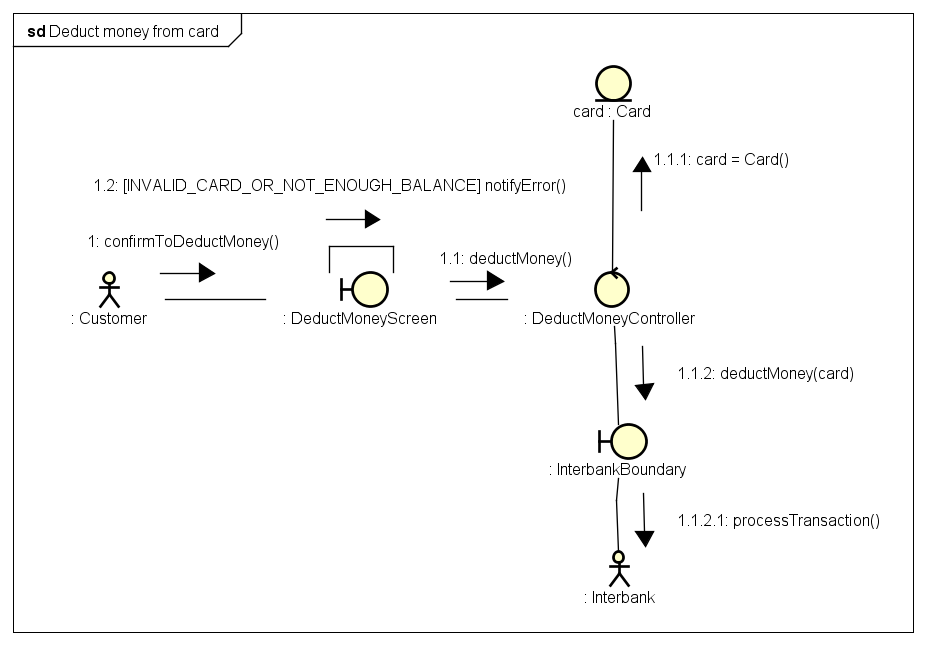 sd Deduct money from card
card : Card
1.1.1: card = Card()
1.2: [INVALID_CARD_OR_NOT_ENOUGH_BALANCE] notifyError()
1: confirmToDeductMoney()
1.1: deductMoney()
: Customer
: DeductMoneyScreen
: DeductMoneyController
1.1.2: deductMoney(card)
: InterbankBoundary
1.1.2.1: processTransaction()
: Interbank